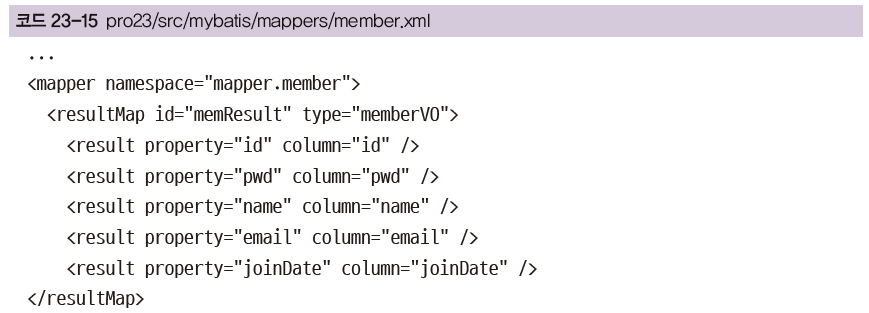 코드 23-15 pro23/src/mybatis/mappers/member.xml
...
<mapper namespace="mapper.member">
<resultMap id="memResult" type="memberVO">
<result property="id" column="id" />
<result property="pwd" column="pwd" />
<result property="name" column="name" />
<result property="email" column="email" />
<result property="joinDate" column="joinDate" />
</resultMap>